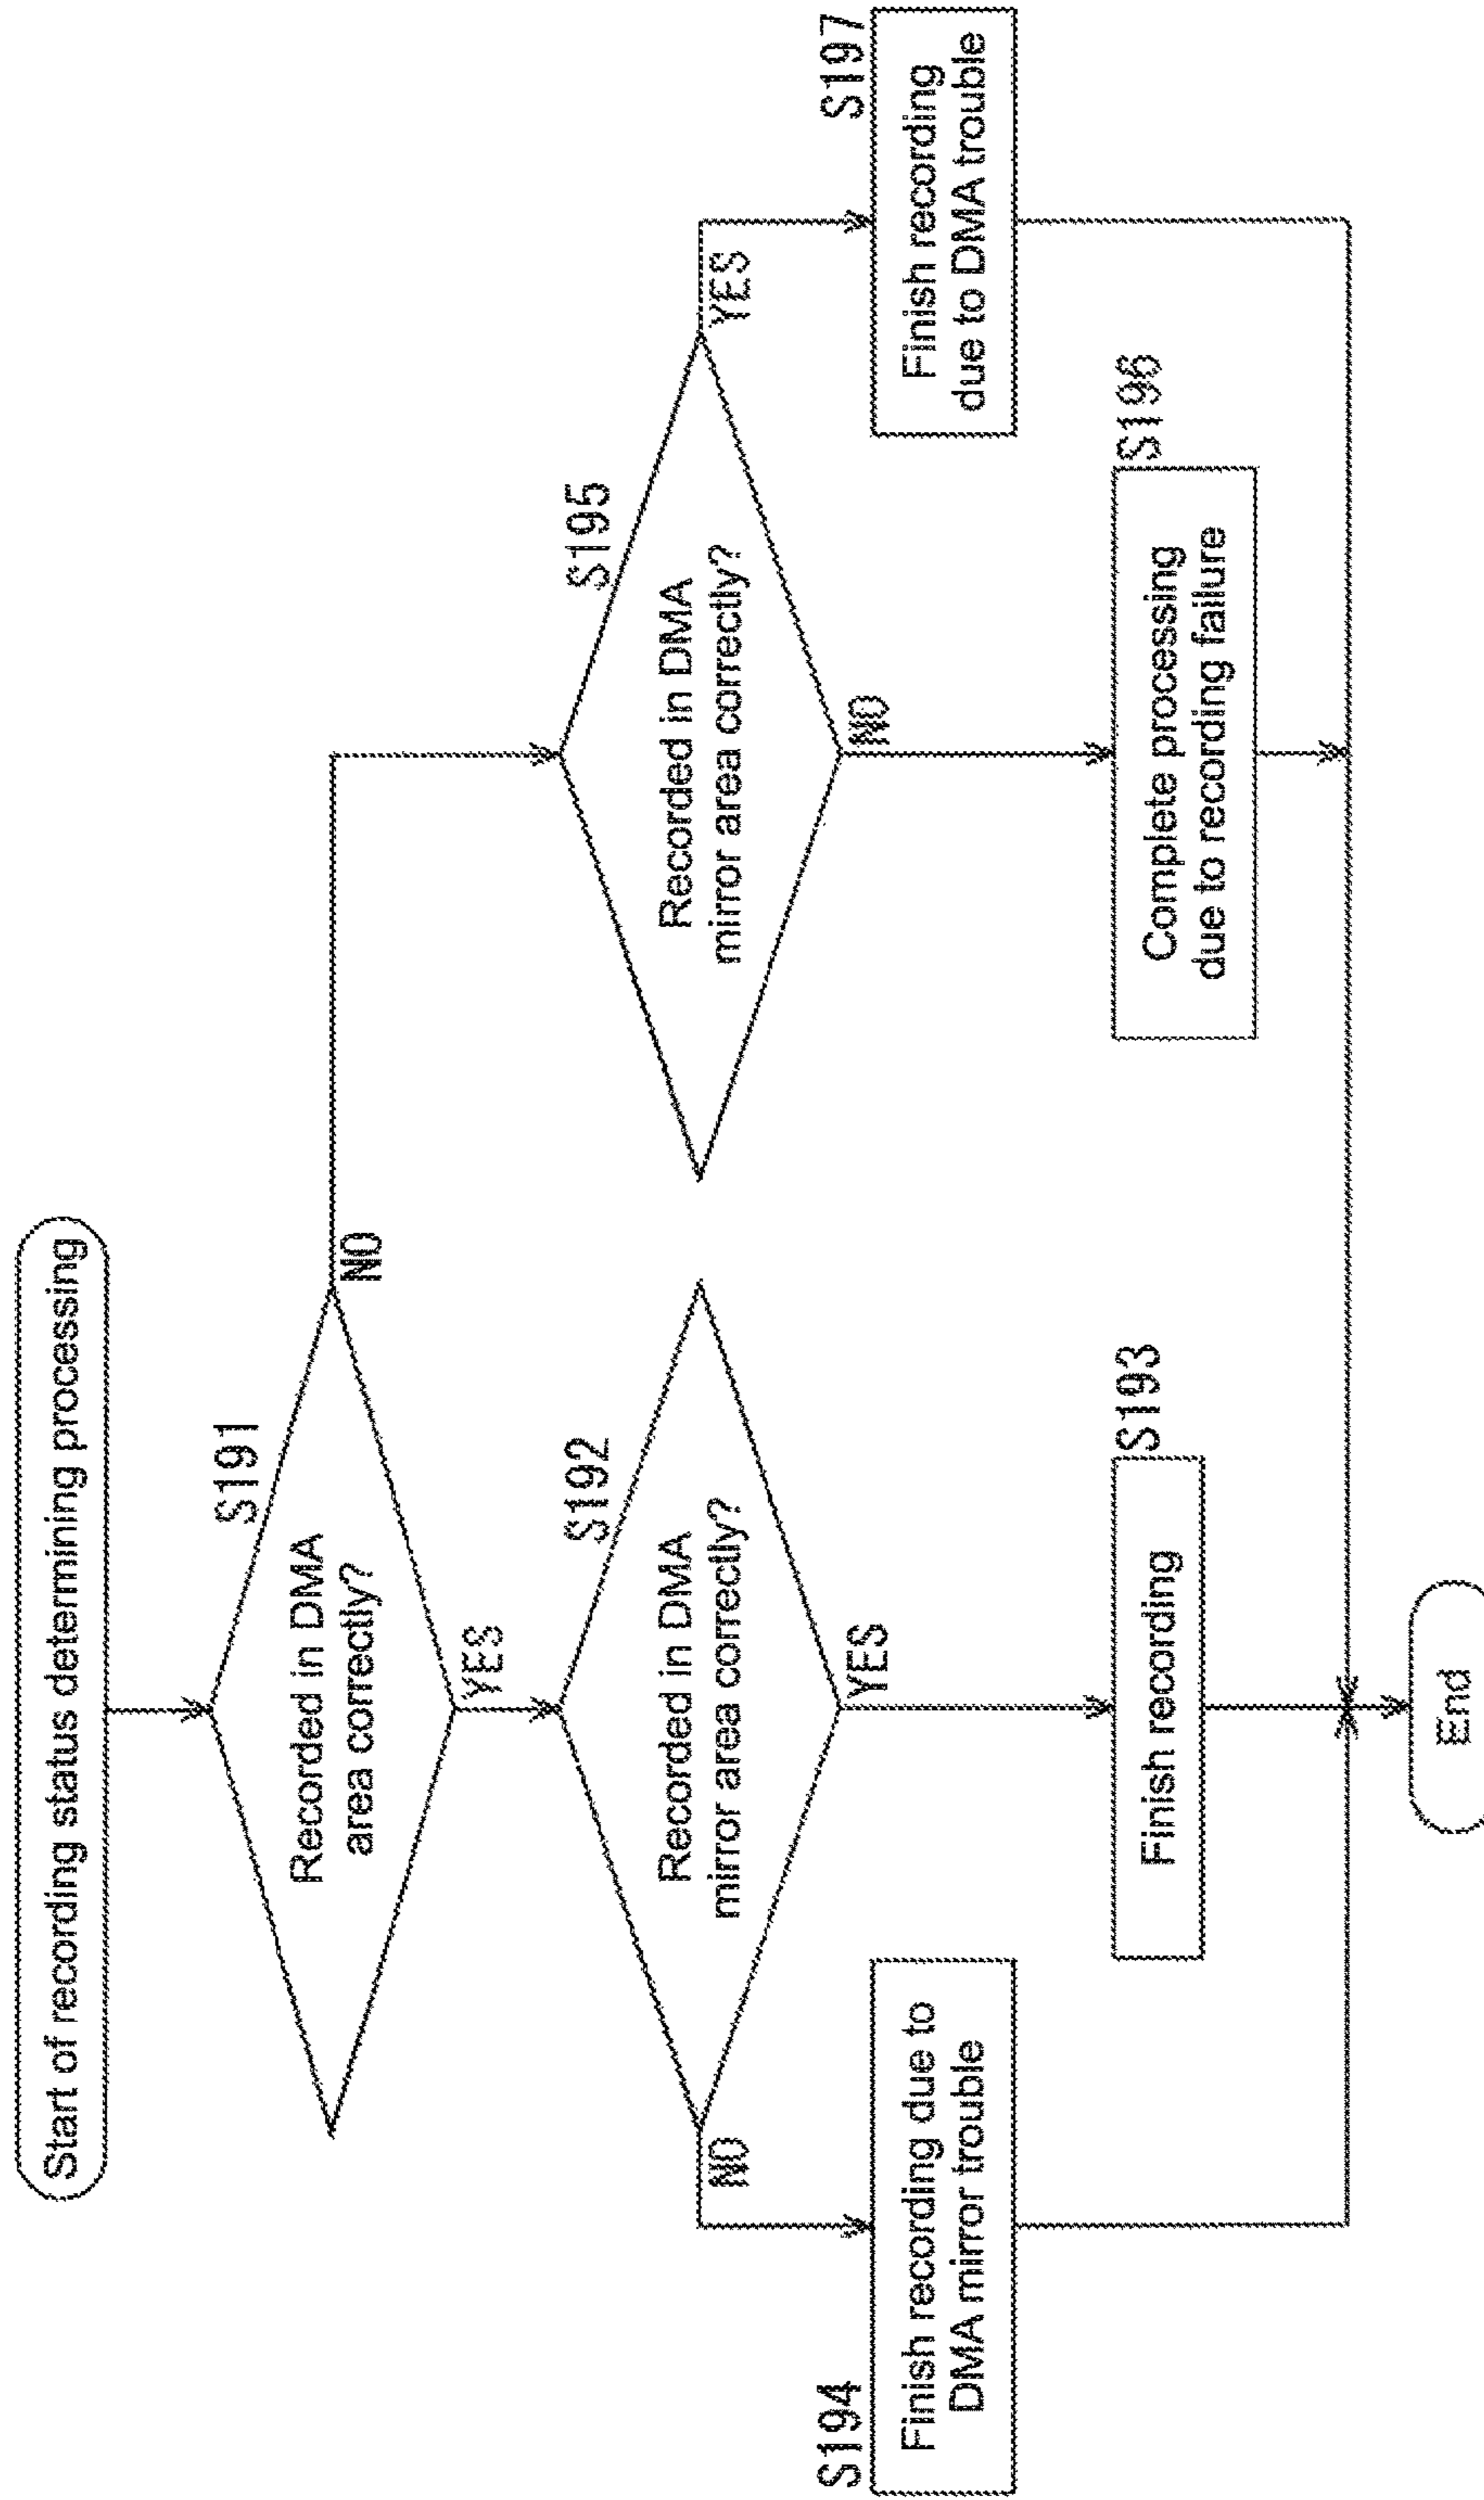 Start of recording status determining processing
S191
Recorded in DMA
area correctly?
NO
YES
S192
Recorded in DMA
mirror area correctly?
NO
YES
S195
Recorded in DMA
mirror area correctly?
YES
NO
S194
Finish recording due to
DMA mirror trouble
S197
Finish recording
due to DMA trouble
S193
Finish recording
S196
Complete processing
due to recording failure
End